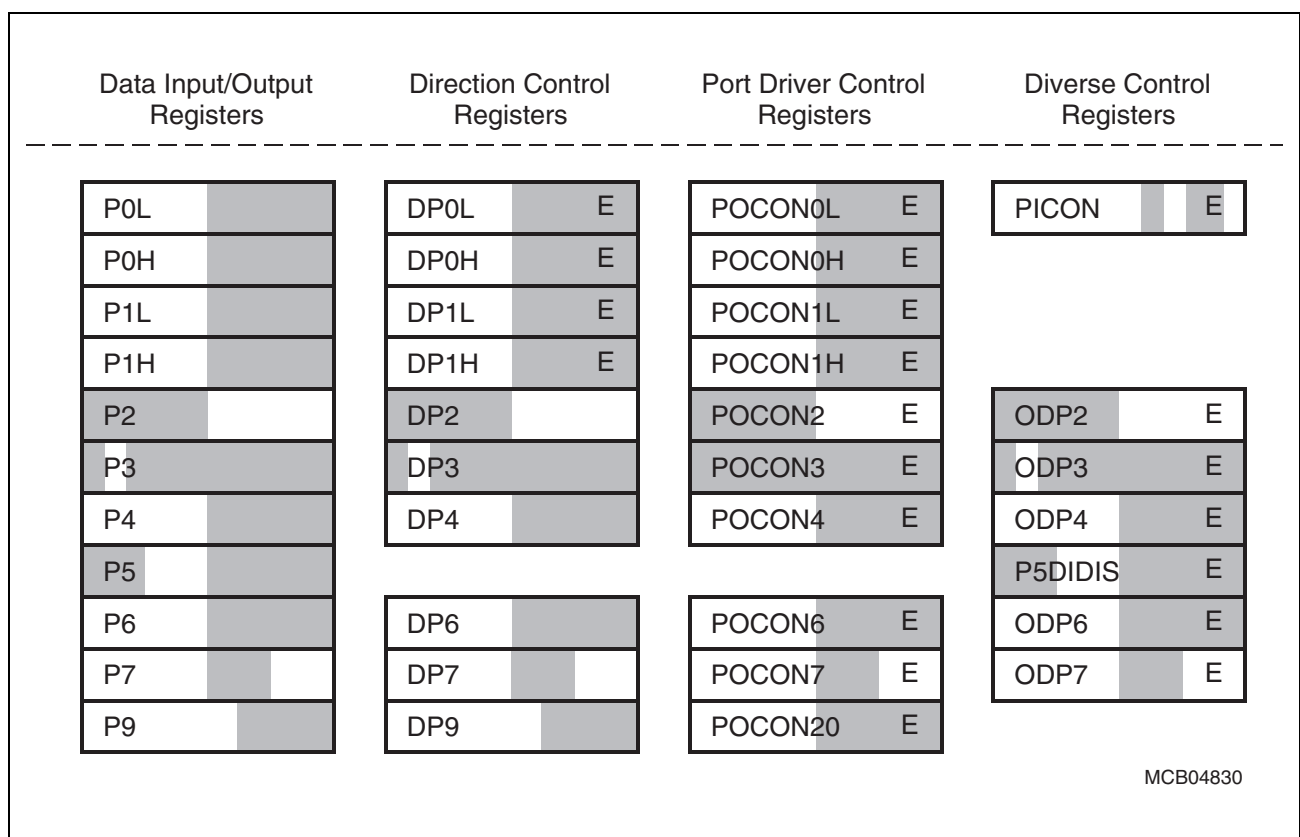 Data Input/Output
Registers
Direction Control
Registers
Port Driver Control
Registers
Diverse Control
Registers
P0L
DP0L E
POCON0L E
PICON E
P0H
DP0H E
POCON0H E
P1L
DP1L E
POCON1L E
P1H
DP1H E
POCON1H E
P2
DP2
POCON2 E
ODP2 E
P3
DP3
POCON3 E
ODP3 E
P4
DP4
POCON4 E
ODP4 E
P5
P5DIDIS E
P6
DP6
POCON6 E
ODP6 E
P7
DP7
POCON7 E
ODP7 E
P9
DP9
POCON20 E
MCB04830